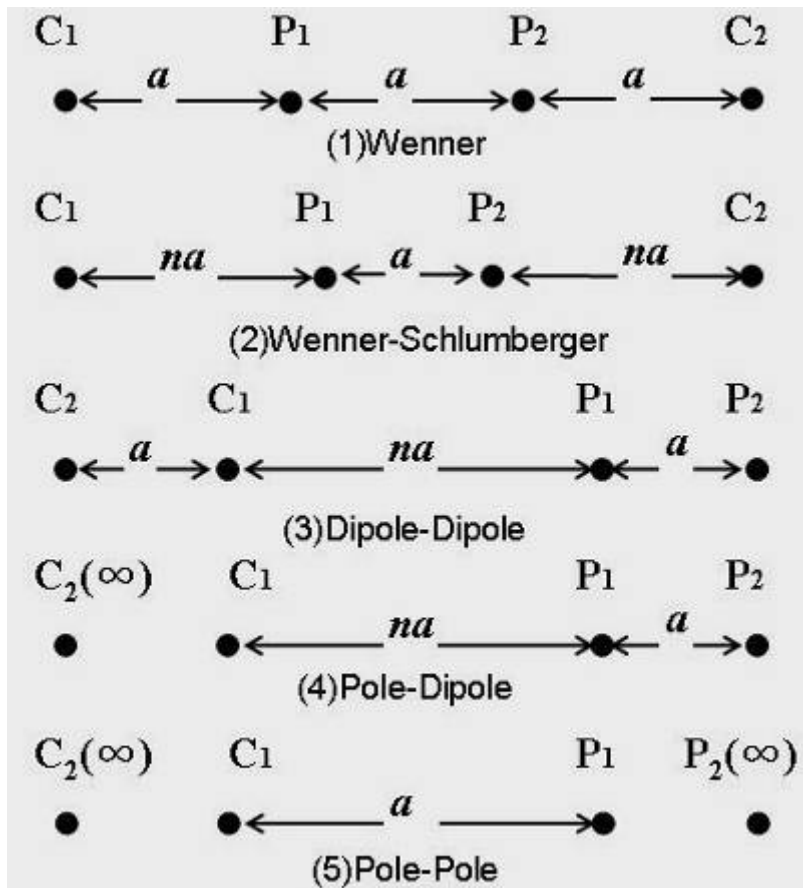 C1 P1 P2 C2
a a a
(1)Wenner
C1 P1 P2 C2
na a na
(2)Wenner-Schlumberger
C2 C1 P1 P2
a na a
(3)Dipole-Dipole
C2(∞) C1 P1 P2
na a
(4)Pole-Dipole
C2(∞) C1 P1 P2(∞)
a
(5)Pole-Pole